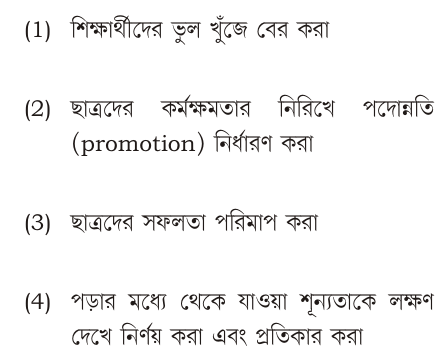 (1) শিক্ষার্থীদের ভুল খুঁজে বের করা
(2) ছাত্রদের কর্মক্ষমতার নিরিখে পদোন্নতি
(promotion) নির্ধারণ করা
(3) ছাত্রদের সফলতা পরিমাপ করা
(4) পড়ার মধ্যে থেকে যাওয়া শূন্যতাকে লক্ষণ
দেখে নির্ণয় করা এবং প্রতিকার করা